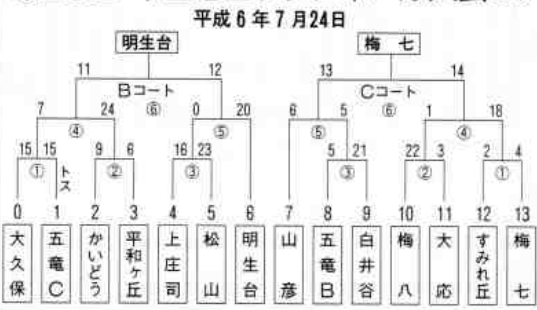 平成6年7月24日
明生台 梅七
11 12 13 14
Bコート Cコート
⑥ ⑥
7 24 0 20 6 5 1 18
④ ⑤ ⑤ ④
15 15 9 6 16 23 5 21 22 3 2 4
① トス ② ③ ③ ② ①
0 1 2 3 4 5 6 7 8 9 10 11 12 13
大久保 五竜C かいどう 平和ヶ丘 上庄司 松山 明生台 山彦 五竜B 白井谷 梅八 大応 すみれ丘 梅七